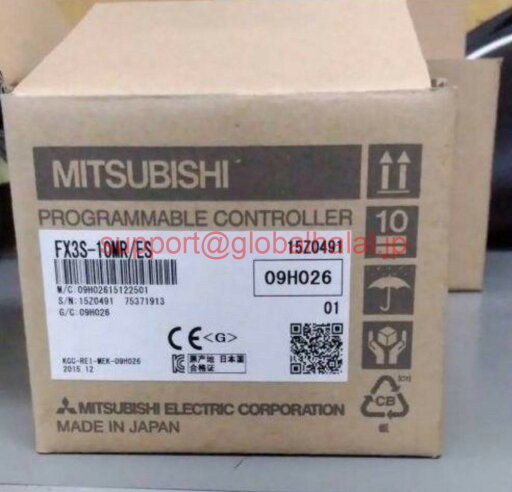 MITSUBISHI
PROGRAMMABLE CONTROLLER
10
FX3S-10MR/ES
15Z0491
support@globalbalat.jp
M/C:09H02615122501
09H026
S/N:15Z0491 75371913
G/C:09H026
01
CE<G>
KCC-REI-MEK-09H026
2015.12
原产地 日本国
合格证
MITSUBISHI ELECTRIC CORPORATION
MADE IN JAPAN
CB
紙